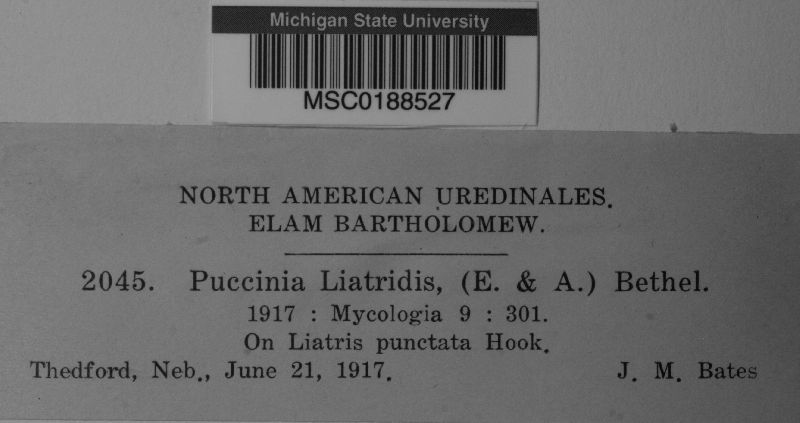 Michigan State University
MSC0188527
NORTH AMERICAN UREDINALES.
ELAM BARTHOLOMEW.
2045. Puccinia Liatridis, (E. & A.) Bethel.
1917 : Mycologia 9 : 301.
On Liatris punctata Hook.
Thedford, Neb., June 21, 1917. J. M. Bates